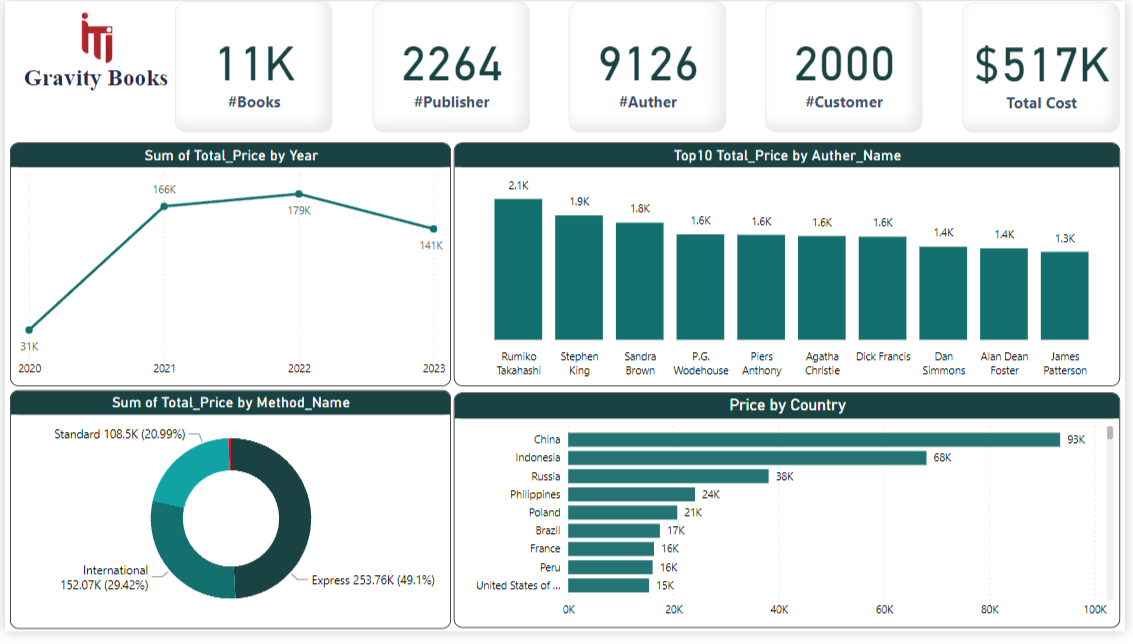 iTi
Gravity Books
11K
#Books
2264
#Publisher
9126
#Auther
2000
#Customer
$517K
Total Cost
Sum of Total_Price by Year
166K
179K
141K
31K
2020 2021 2022 2023
Top10 Total_Price by Auther_Name
2.1K
1.9K
1.8K
1.6K
1.6K
1.6K
1.6K
1.4K
1.4K
1.3K
Rumiko
Takahashi
Stephen
King
Sandra
Brown
P.G.
Wodehouse
Piers
Anthony
Agatha
Christie
Dick Francis
Dan
Simmons
Alan Dean
Foster
James
Patterson
Sum of Total_Price by Method_Name
Standard 108.5K (20.99%)
International
152.07K (29.42%)
Express 253.76K (49.1%)
Price by Country
China 93K
Indonesia 68K
Russia 38K
Philippines 24K
Poland 21K
Brazil 17K
France 16K
Peru 16K
United States of ... 15K
0K 20K 40K 60K 80K 100K